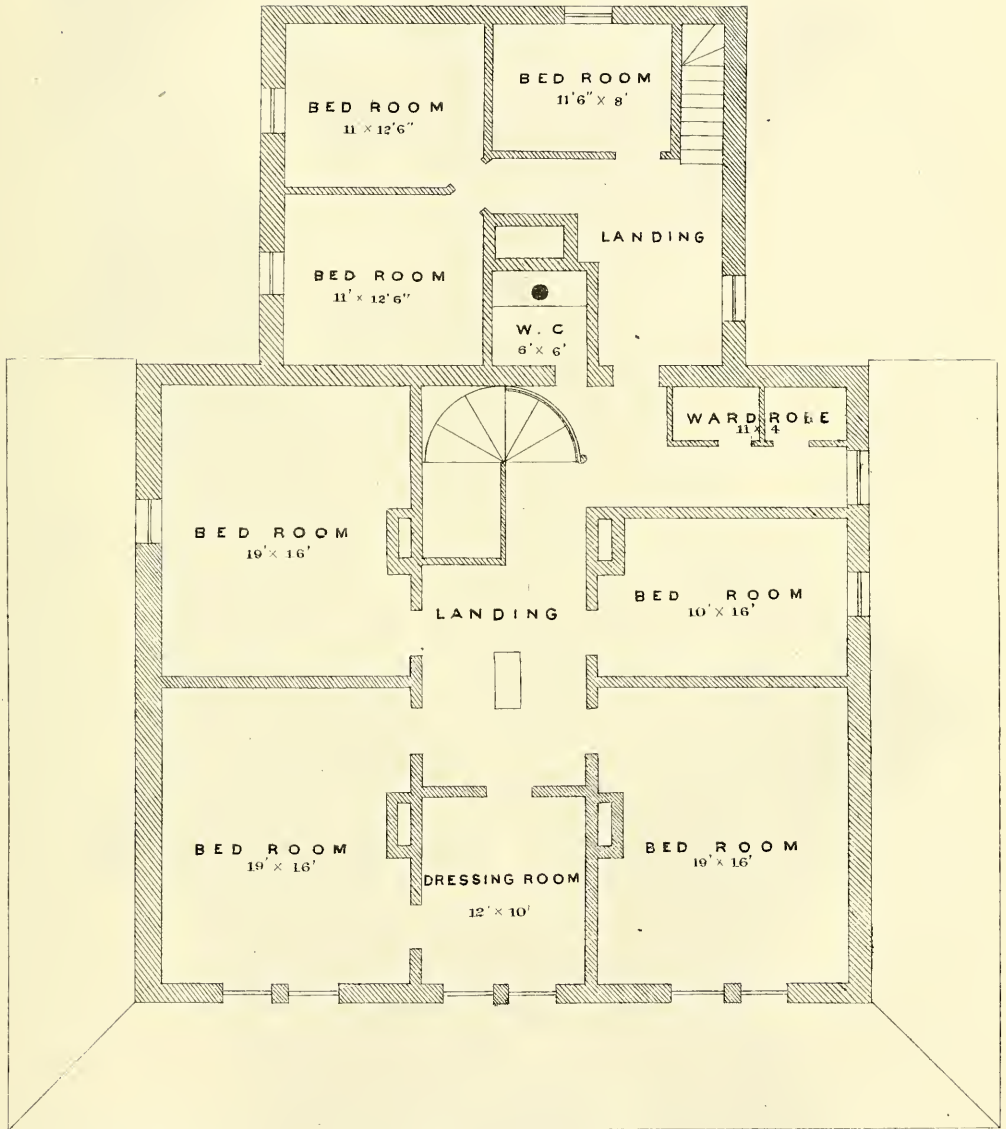 BED ROOM
11' × 12'6"
BED ROOM
11'6" × 8'
LANDING
BED ROOM
11' × 12'6"
W.C
6' × 6'
WARDROBE
11 × 4
BED ROOM
19' × 16'
BED ROOM
10' × 16'
LANDING
BED ROOM
19' × 16'
DRESSING ROOM
12' × 10'
BED ROOM
19' × 16'